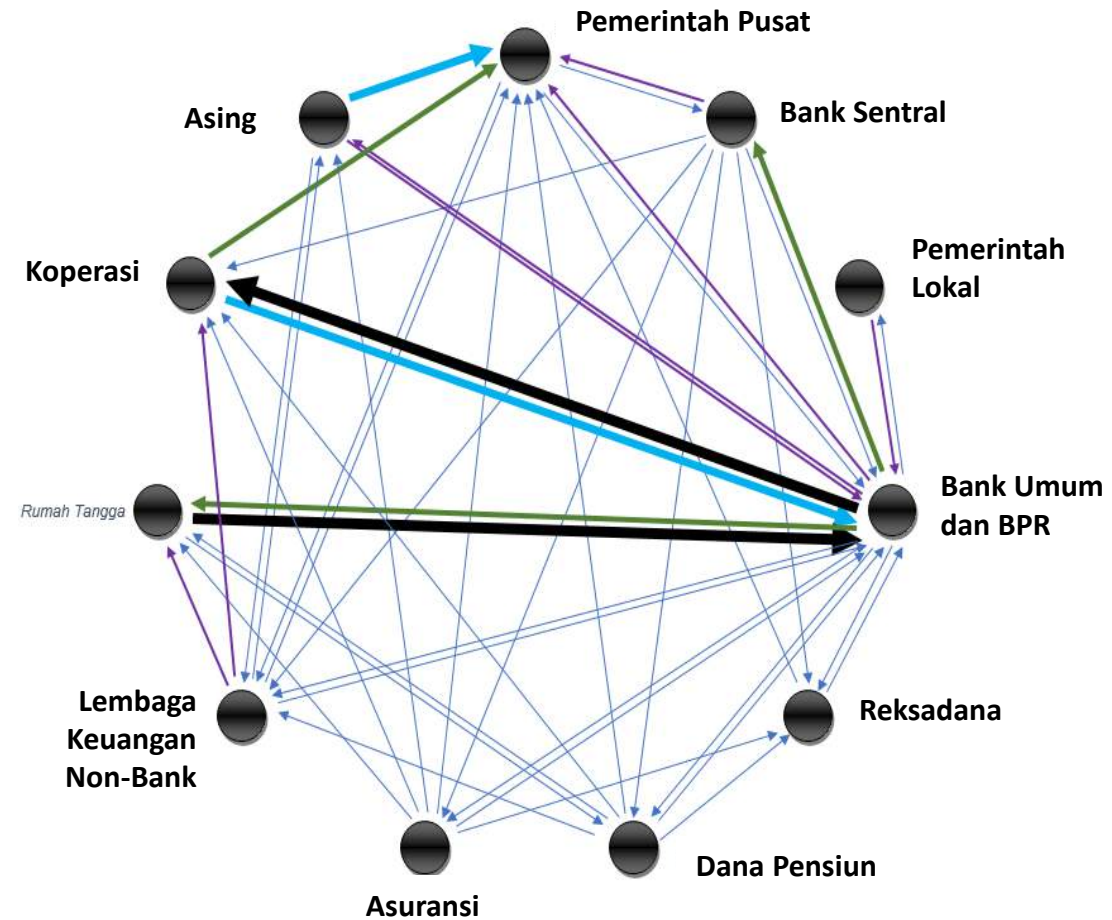 Pemerintah Pusat
Asing
Bank Sentral
Koperasi
Pemerintah
Lokal
Rumah Tangga
Bank Umum
dan BPR
Lembaga
Keuangan
Non-Bank
Reksadana
Dana Pensiun
Asuransi